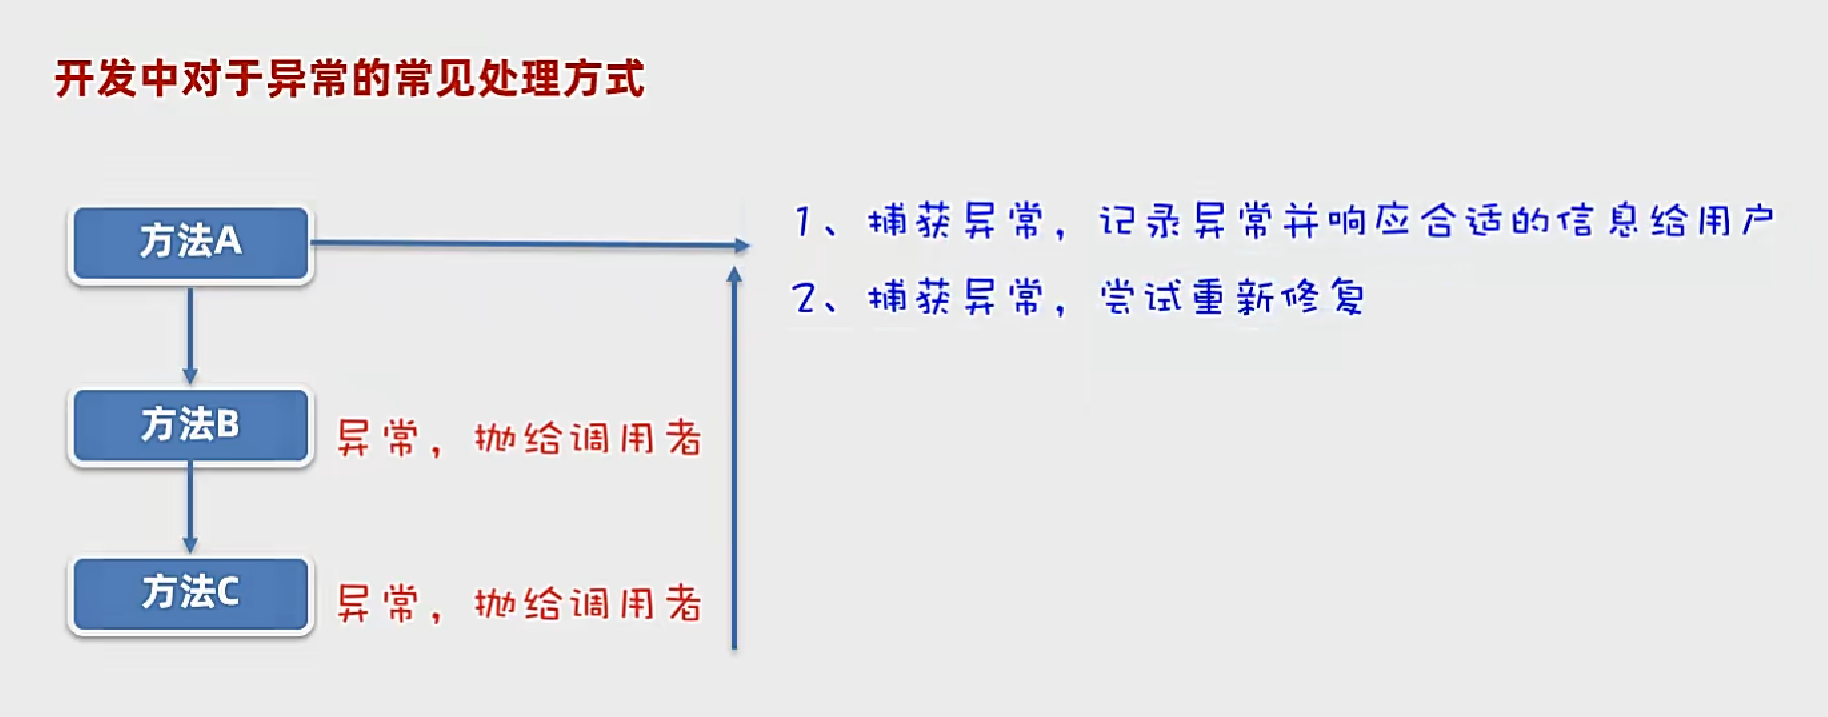 开发中对于异常的常见处理方式
方法A
1、捕获异常，记录异常并响应合适的信息给用户
2、捕获异常，尝试重新修复
方法B
异常，抛给调用者
方法C
异常，抛给调用者